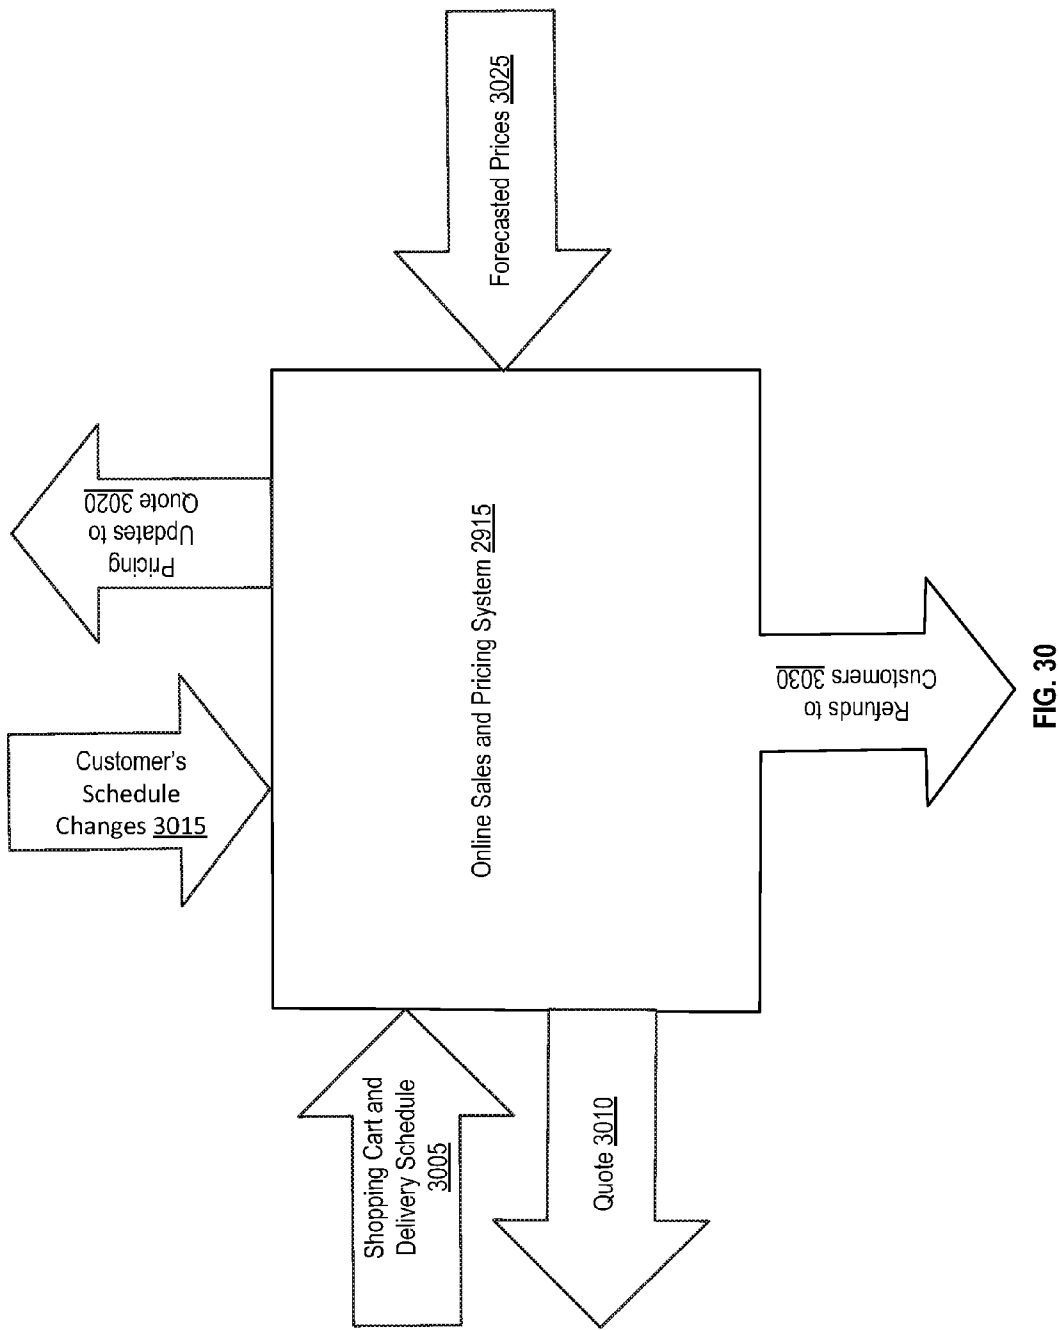 Customer's
Schedule
Changes 3015
Pricing
Updates to
Quote 3020
Shopping Cart and
Delivery Schedule
3005
Quote 3010
Online Sales and Pricing System 2915
Forecasted Prices 3025
Refunds to
Customers 3030
FIG. 30